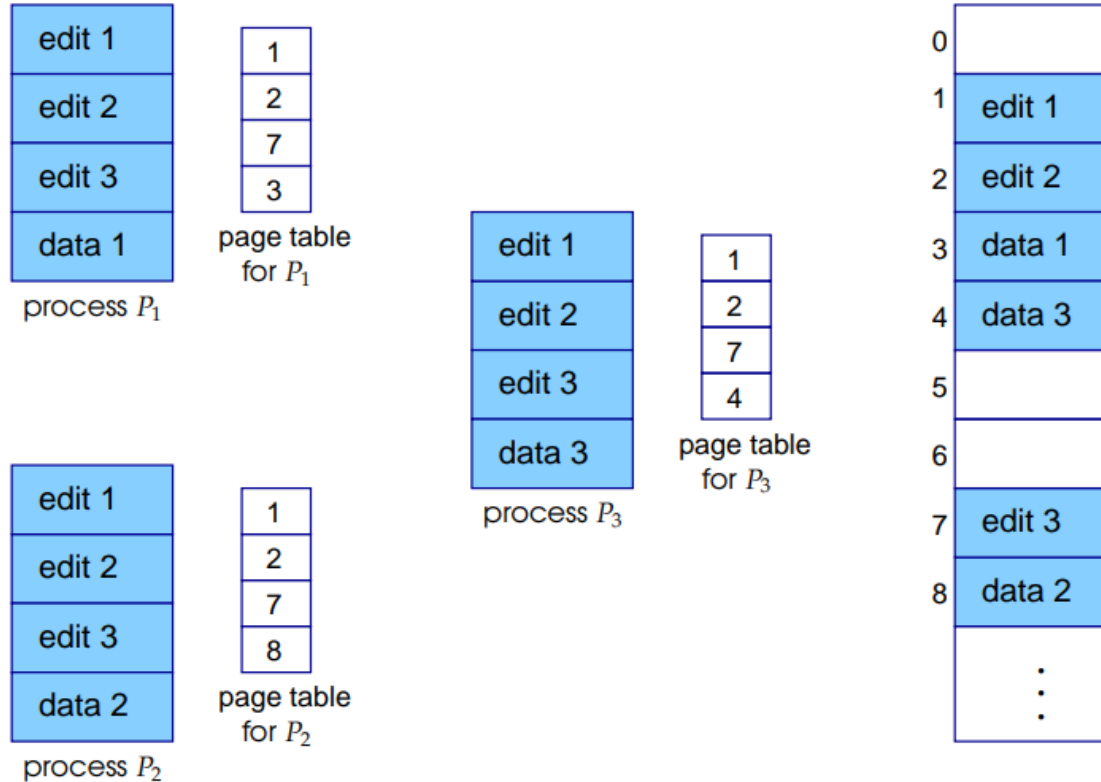 edit 1
edit 2
edit 3
data 1
process P₁
1
2
7
3
page table
for P₁
edit 1
edit 2
edit 3
data 2
process P₂
1
2
7
8
page table
for P₂
edit 1
edit 2
edit 3
data 3
process P₃
1
2
7
4
page table
for P₃
0
1 edit 1
2 edit 2
3 data 1
4 data 3
5
6
7 edit 3
8 data 2